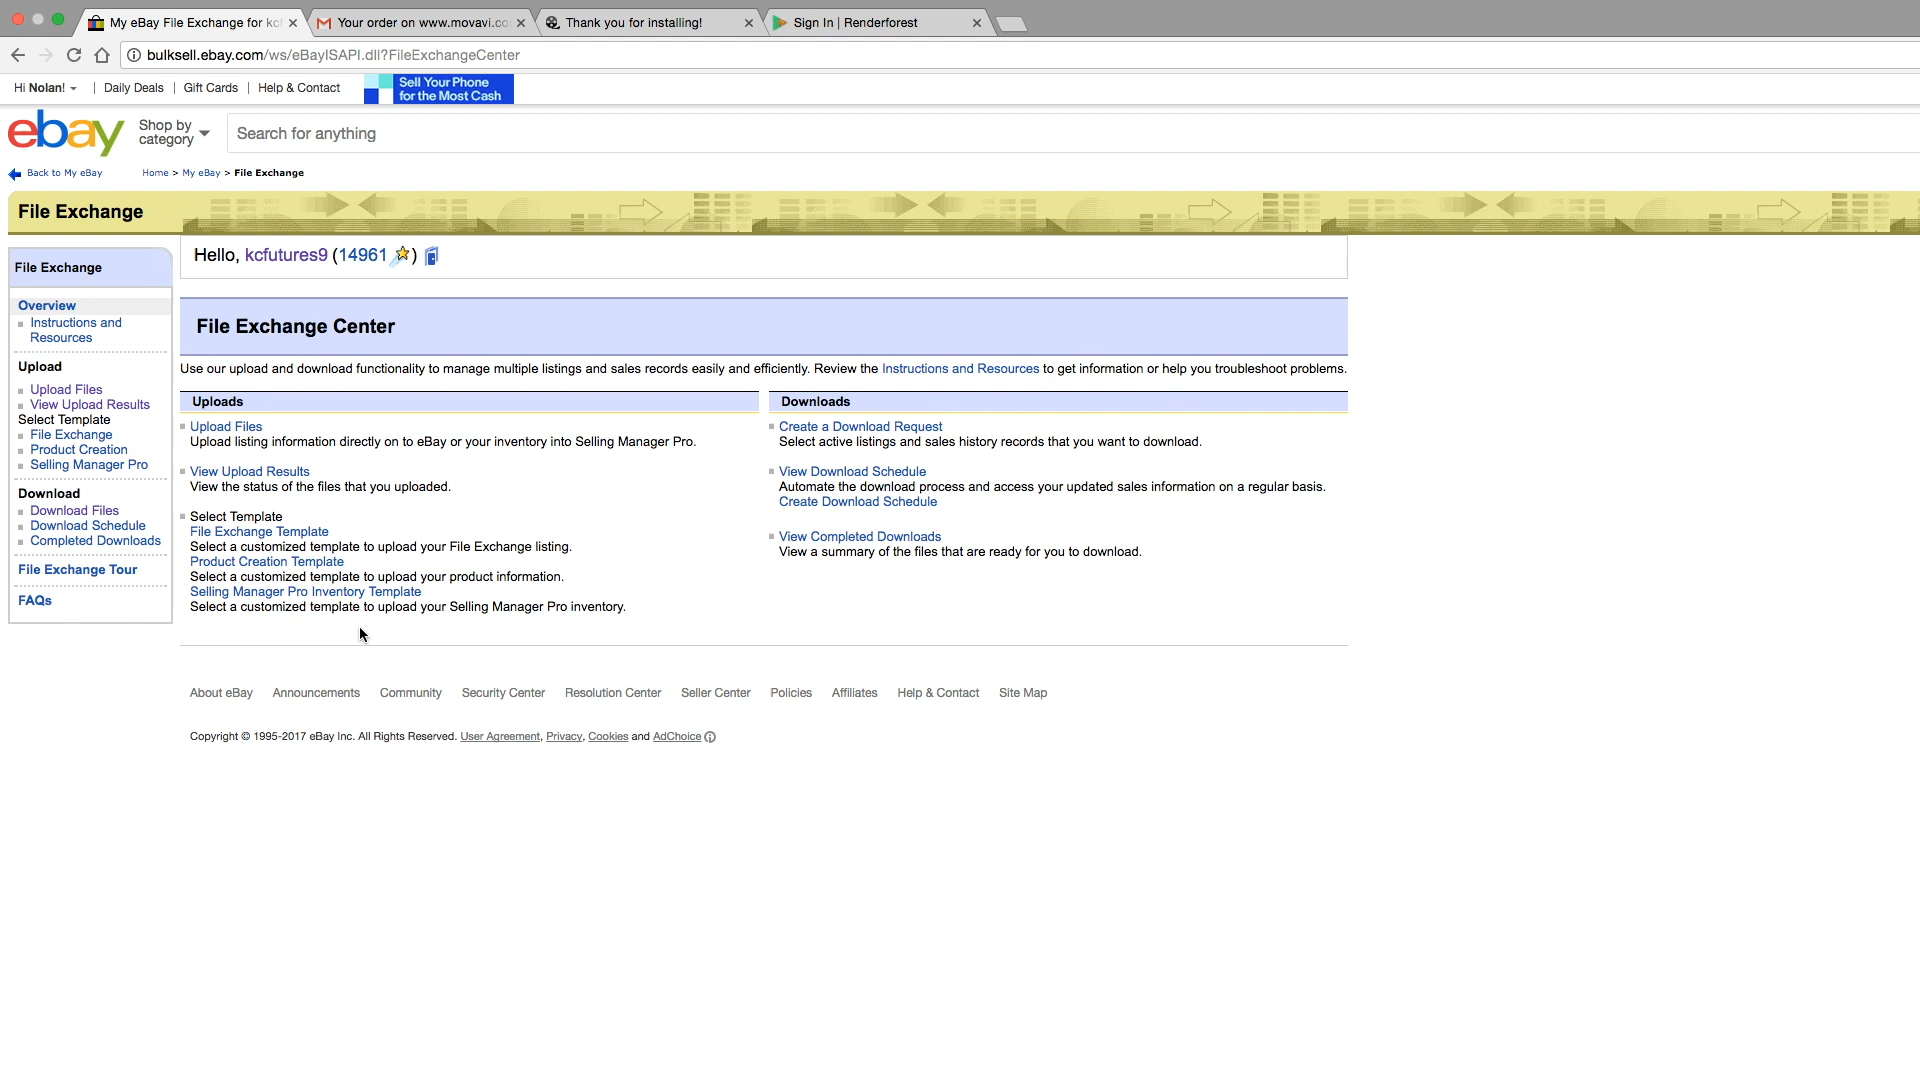 My eBay File Exchange for kc
Your order on www.movavi.co
Thank you for installing!
Sign In | Renderforest
bulksell.ebay.com/ws/eBayISAPI.dll?FileExchangeCenter
Hi Nolan!
Daily Deals
Gift Cards
Help & Contact
Sell Your Phone
for the Most Cash
ebay
Shop by
category
Search for anything
Back to My eBay
Home > My eBay > File Exchange
File Exchange
Hello, kcfutures9 (14961)
File Exchange
Overview
Instructions and
Resources
Upload
Upload Files
View Upload Results
Select Template
File Exchange
Product Creation
Selling Manager Pro
Download
Download Files
Download Schedule
Completed Downloads
File Exchange Tour
FAQs
File Exchange Center
Use our upload and download functionality to manage multiple listings and sales records easily and efficiently. Review the Instructions and Resources to get information or help you troubleshoot problems.
Uploads
Upload Files
Upload listing information directly on to eBay or your inventory into Selling Manager Pro.
View Upload Results
View the status of the files that you uploaded.
Select Template
File Exchange Template
Select a customized template to upload your File Exchange listing.
Product Creation Template
Select a customized template to upload your product information.
Selling Manager Pro Inventory Template
Select a customized template to upload your Selling Manager Pro inventory.
Downloads
Create a Download Request
Select active listings and sales history records that you want to download.
View Download Schedule
Automate the download process and access your updated sales information on a regular basis.
Create Download Schedule
View Completed Downloads
View a summary of the files that are ready for you to download.
About eBay
Announcements
Community
Security Center
Resolution Center
Seller Center
Policies
Affiliates
Help & Contact
Site Map
Copyright © 1995-2017 eBay Inc. All Rights Reserved. User Agreement, Privacy, Cookies and AdChoice